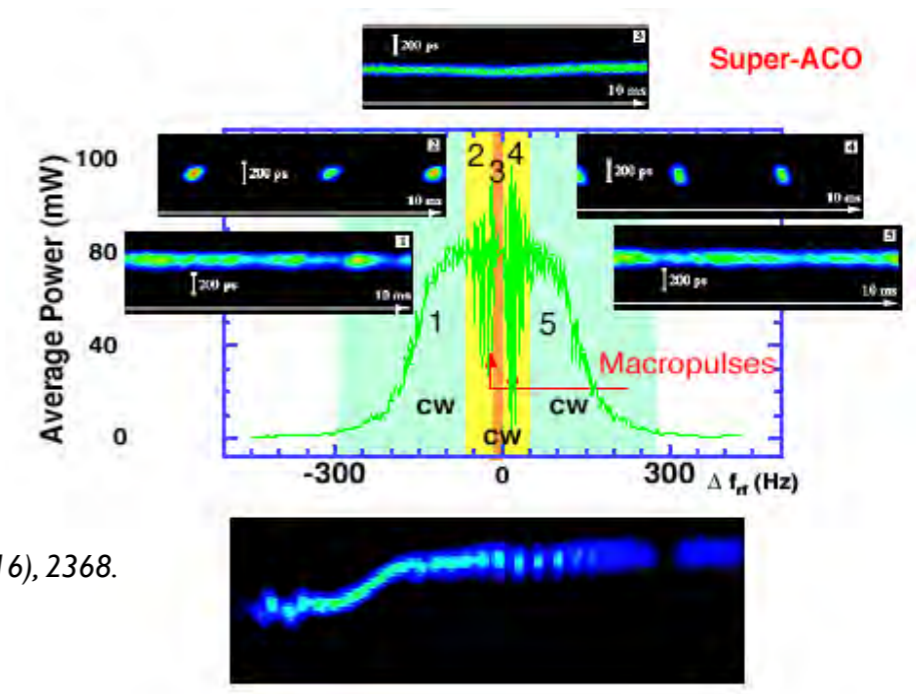 200 ps
3
10 ms
Super-ACO
2
200 ps
10 ms
4
200 ps
10 ms
1
200 ps
10 ms
5
200 ps
10 ms
Average Power (mW)
100
80
40
0
2
3
4
1
5
Macropulses
CW
CW
CW
-300
0
300
Δ frf (Hz)
16), 2368.